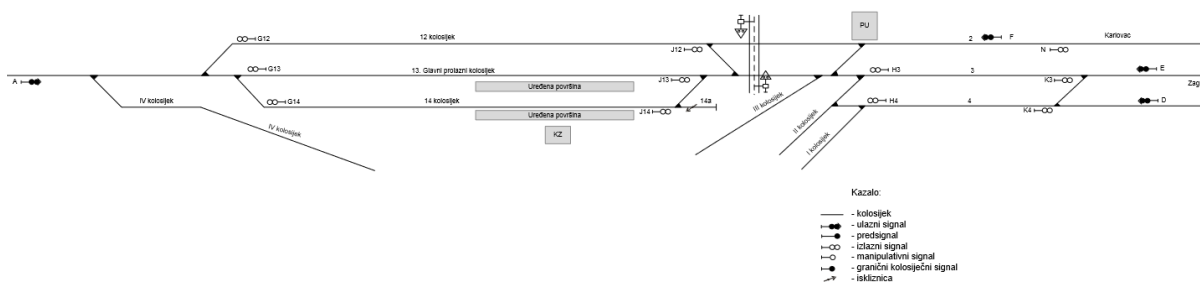 PU
G12
12 kolosijek
J12
2
F
Karlovac
N
A
G13
13. Glavni prolazni kolosijek
J13
H3
3
K3
E
Zag
Uređena površina
IV kolosijek
G14
14 kolosijek
14a
J14
Uređena površina
III kolosijek
II kolosijek
H4
4
K4
D
IV kolosijek
KZ
I kolosijek
Kazalo:
- kolosijek
- ulazni signal
- predsignal
- izlazni signal
- manipulativni signal
- granični kolosiječni signal
- iskliznica